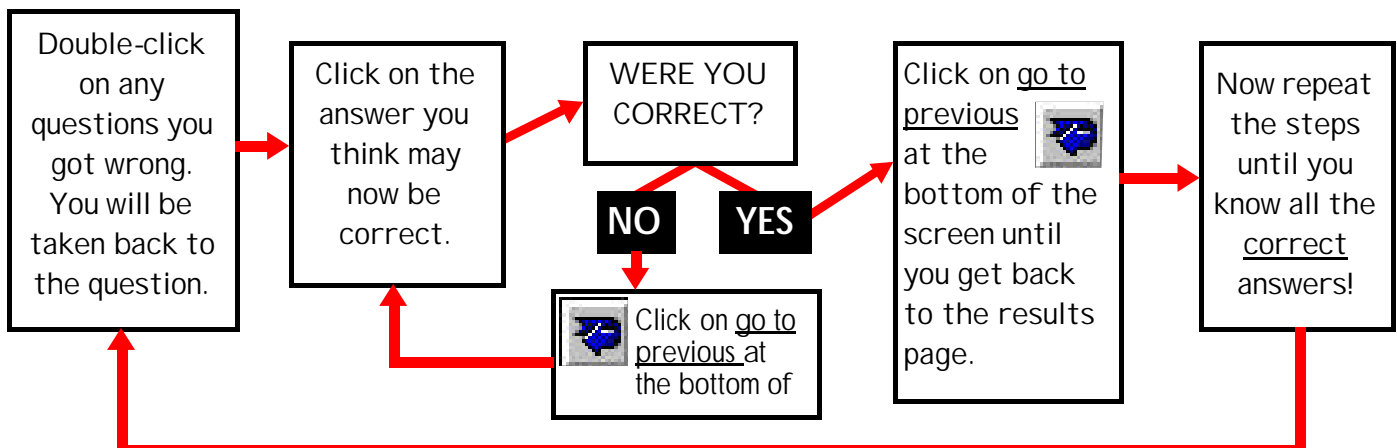 Double-click
on any
questions you
got wrong.
You will be
taken back to
the question.
Click on the
answer you
think may
now be
correct.
WERE YOU
CORRECT?
NO
YES
Click on go to
previous at
the bottom of
Click on go to
previous
at the
bottom of the
screen until
you get back
to the results
page.
Now repeat
the steps
until you
know all the
correct
answers!